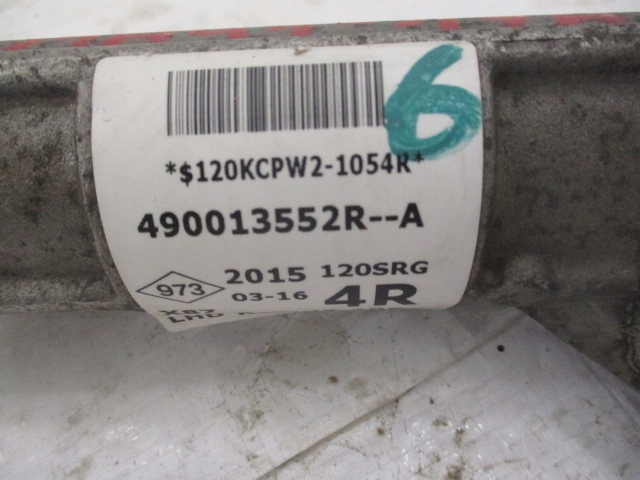 6
*$120KCPW2-1054R*
490013552R--A
973 2015 120SRG
03-16 4R